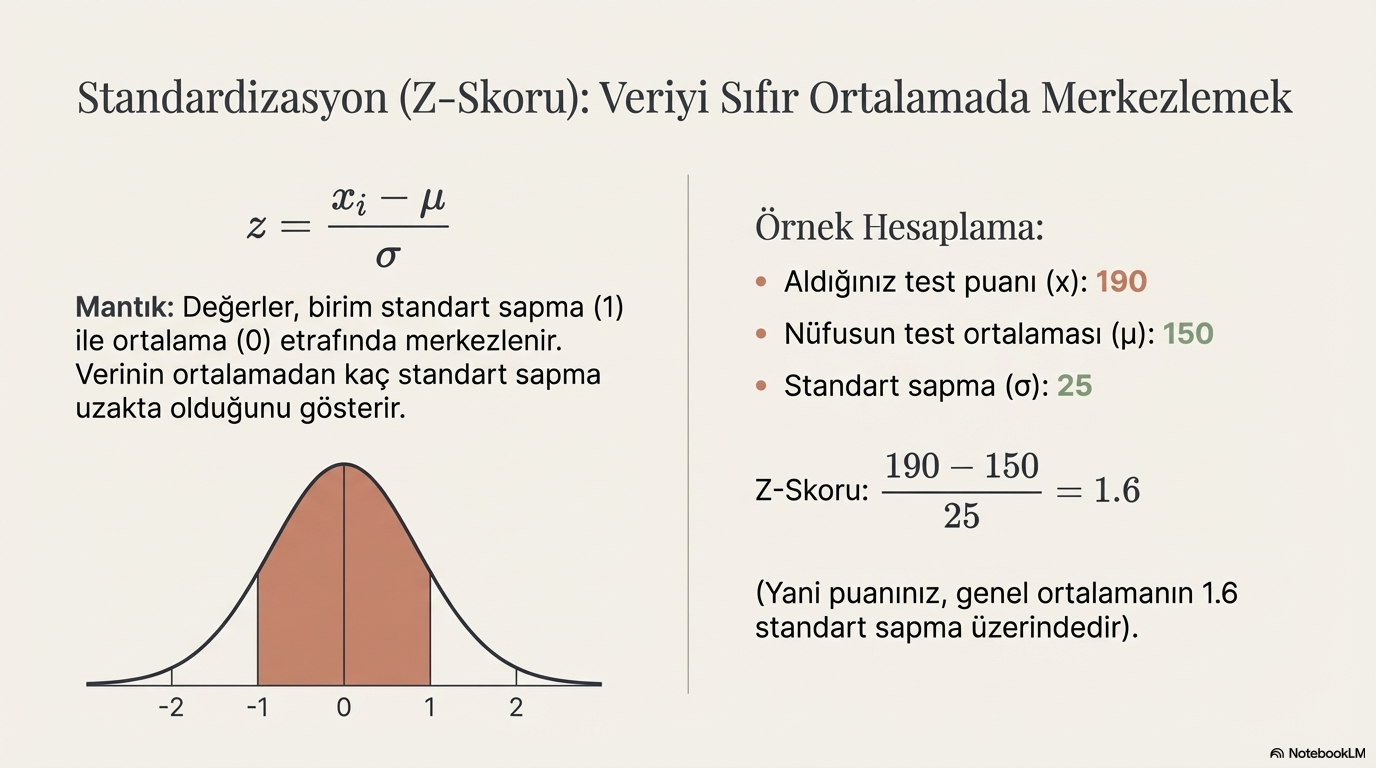 Standardizasyon (Z-Skoru): Veriyi Sıfır Ortalamada Merkezlemek
z = (xᵢ − μ) / σ
Mantık: Değerler, birim standart sapma (1)
ile ortalama (0) etrafında merkezlenir.
Verinin ortalamadan kaç standart sapma
uzakta olduğunu gösterir.
-2 -1 0 1 2
Örnek Hesaplama:
• Aldığınız test puanı (x): 190
• Nüfusun test ortalaması (μ): 150
• Standart sapma (σ): 25
Z-Skoru: (190 − 150) / 25 = 1.6
(Yani puanınız, genel ortalamanın 1.6
standart sapma üzerindedir).
NotebookLM